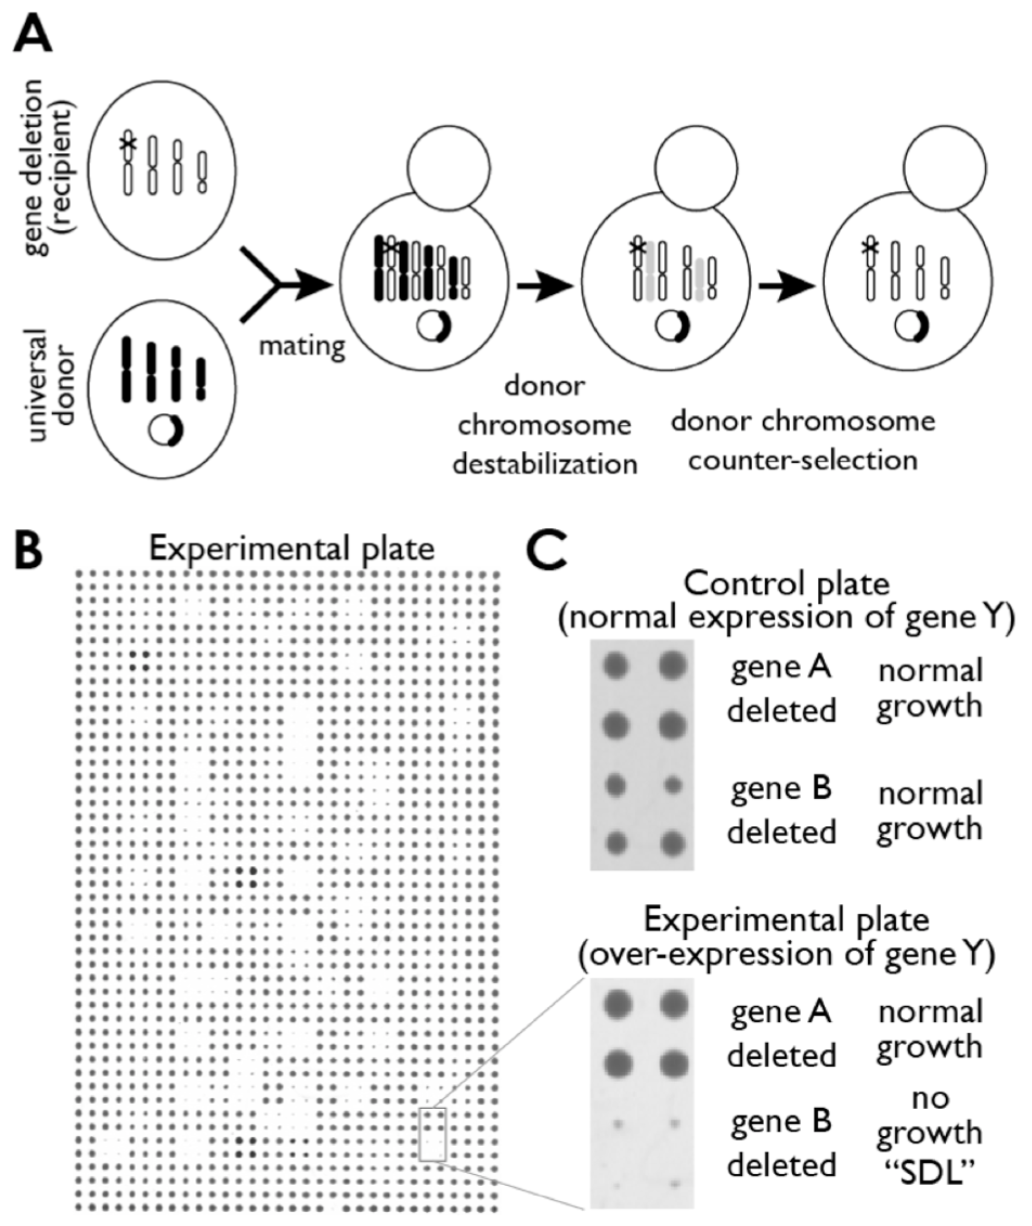 A
gene deletion
(recipient)
universal
donor
mating
donor
chromosome
destabilization
donor chromosome
counter-selection
B
Experimental plate
C
Control plate
(normal expression of gene Y)
gene A
deleted
normal
growth
gene B
deleted
normal
growth
Experimental plate
(over-expression of gene Y)
gene A
deleted
normal
growth
gene B
deleted
no
growth
“SDL”